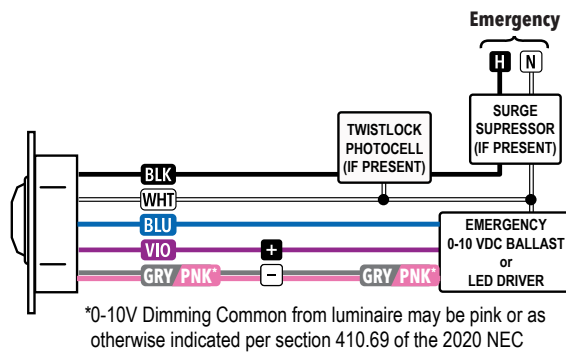 Emergency
H N
SURGE
SUPRESSOR
(IF PRESENT)
TWISTLOCK
PHOTOCELL
(IF PRESENT)
BLK
WHT
BLU
VIO +
GRY/PNK* − GRY/PNK*
EMERGENCY
0-10 VDC BALLAST
or
LED DRIVER
*0-10V Dimming Common from luminaire may be pink or as
otherwise indicated per section 410.69 of the 2020 NEC